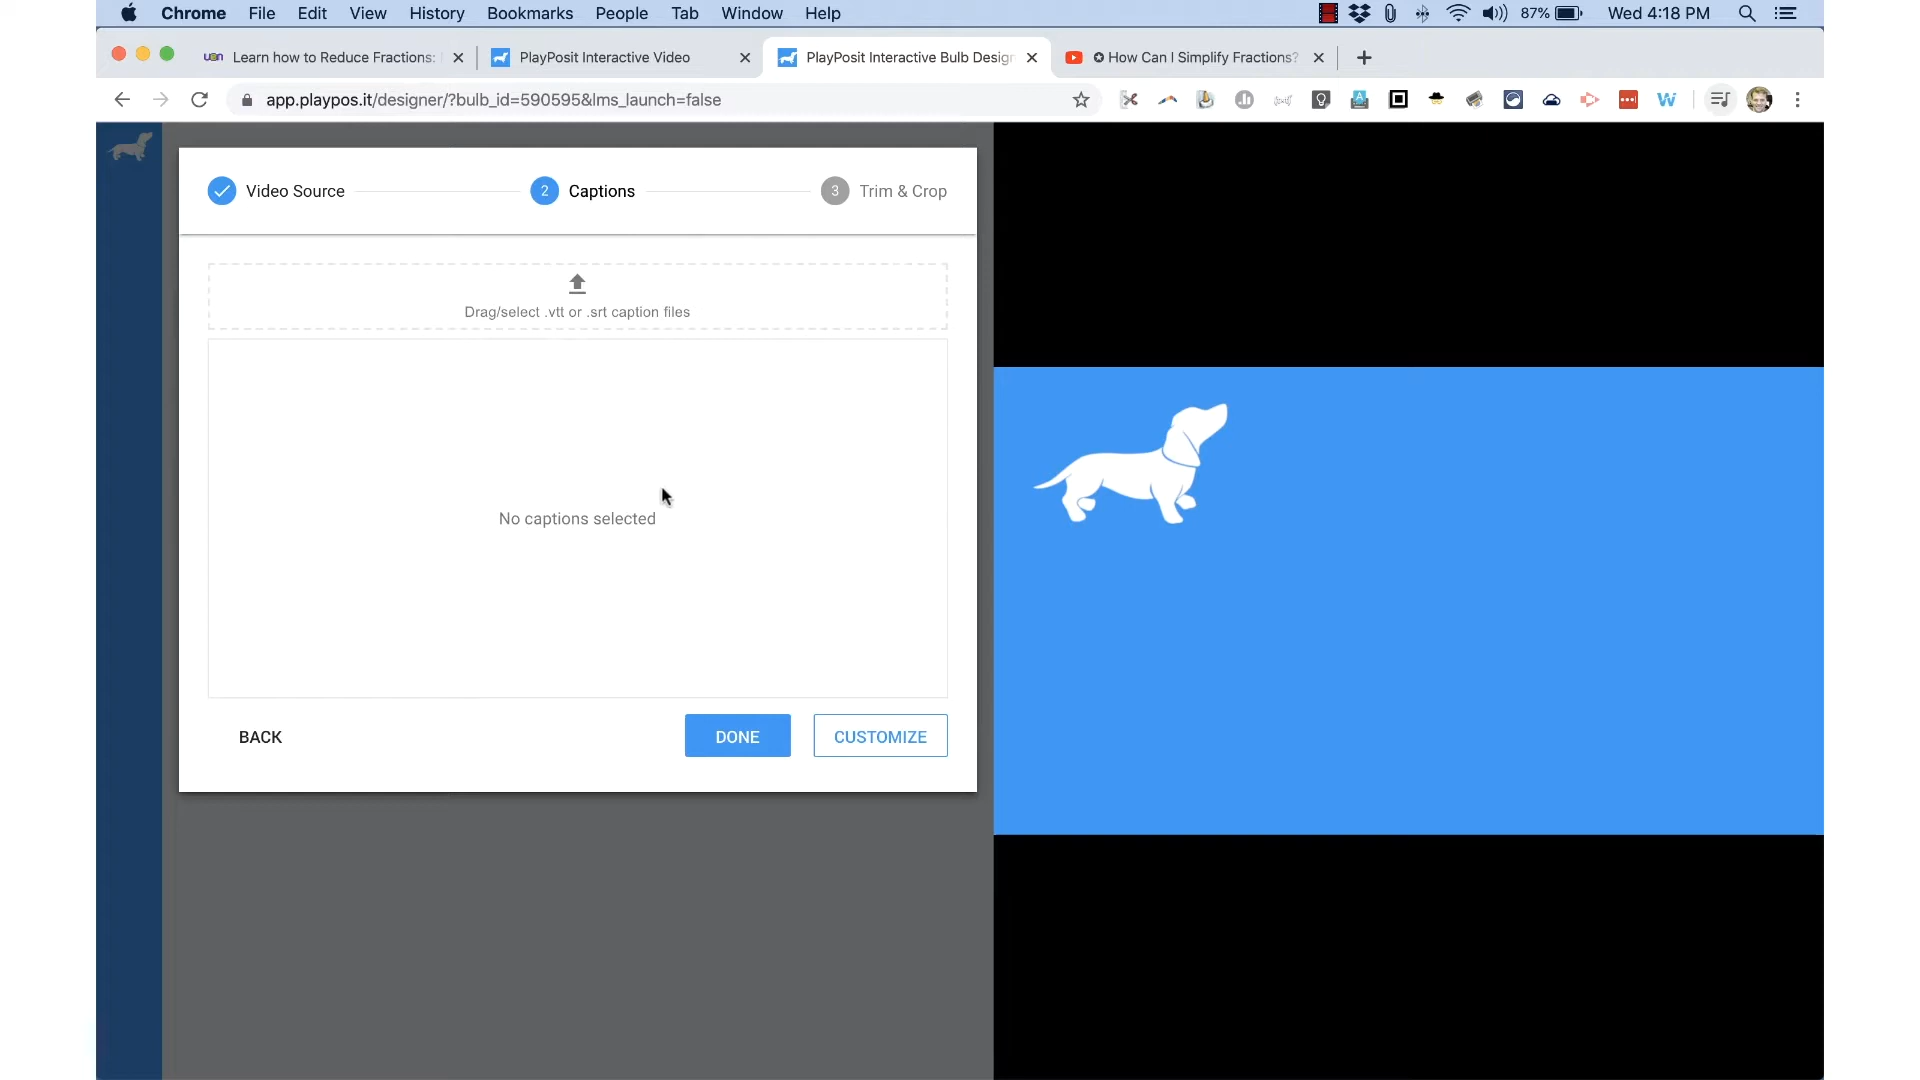 Chrome File Edit View History Bookmarks People Tab Window Help 87% Wed 4:18 PM
Learn how to Reduce Fractions: PlayPosit Interactive Video PlayPosit Interactive Bulb Design How Can I Simplify Fractions?
app.playpos.it/designer/?bulb_id=590595&lms_launch=false
Video Source 2 Captions 3 Trim & Crop
Drag/select .vtt or .srt caption files
No captions selected
BACK DONE CUSTOMIZE